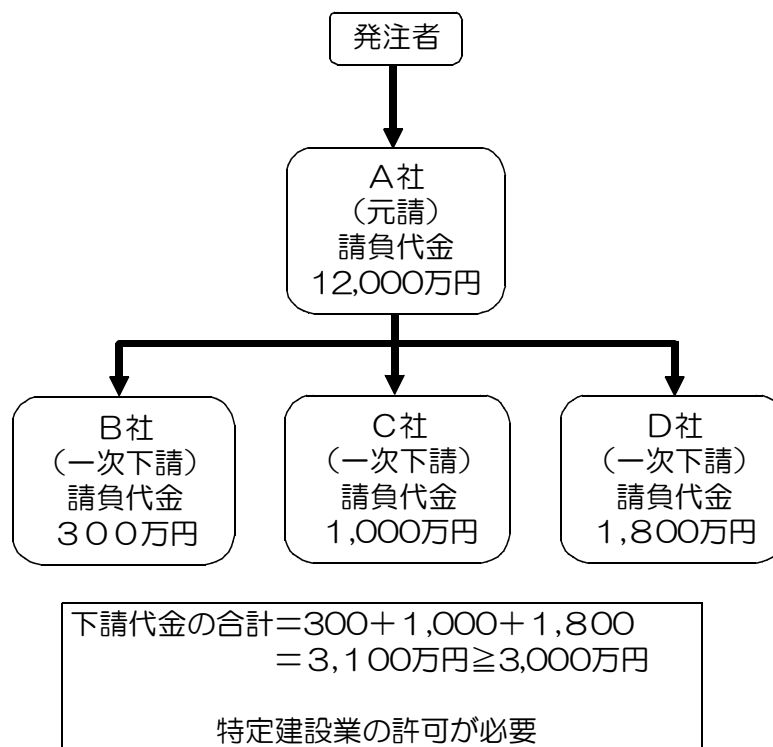 発注者
A社
（元請）
請負代金
12,000万円
B社
（一次下請）
請負代金
３００万円
C社
（一次下請）
請負代金
1,000万円
D社
（一次下請）
請負代金
1,800万円
下請代金の合計＝300＋1,000＋1,800
＝3,100万円≧3,000万円
特定建設業の許可が必要